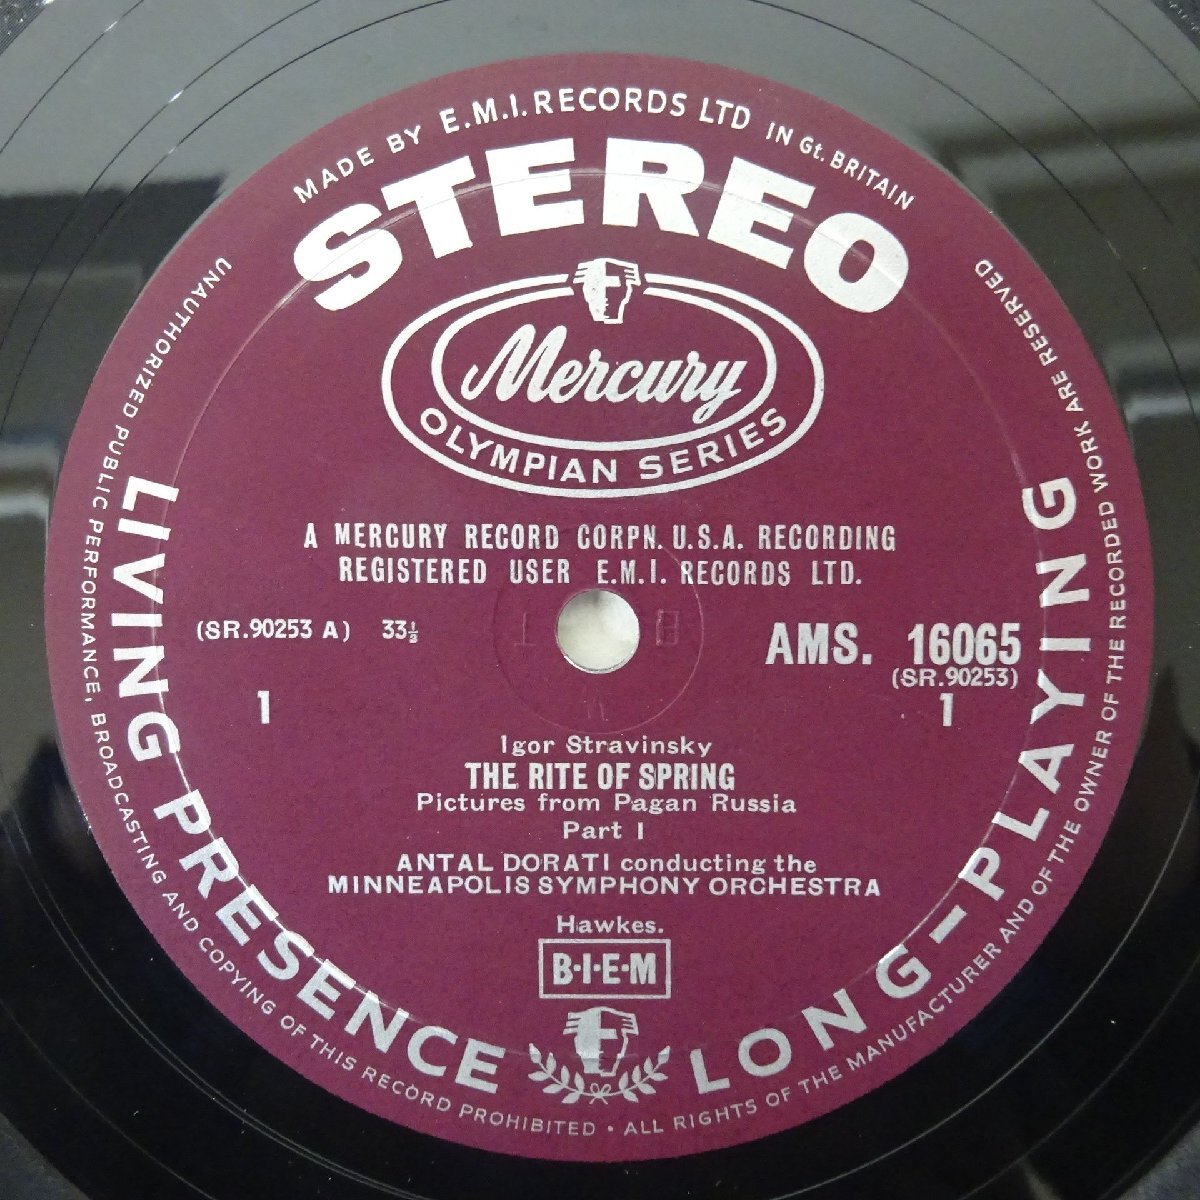 MADE BY E.M.I. RECORDS LTD IN Gt. BRITAIN
STEREO
Mercury
OLYMPIAN SERIES
A MERCURY RECORD CORPN. U.S.A. RECORDING
REGISTERED USER E.M.I. RECORDS LTD.
(SR.90253 A) 33⅓
AMS. 16065
(SR.90253)
1
1
Igor Stravinsky
THE RITE OF SPRING
Pictures from Pagan Russia
Part 1
ANTAL DORATI conducting the
MINNEAPOLIS SYMPHONY ORCHESTRA
Hawkes.
B·I·E·M
LIVING PRESENCE
LONG-PLAYING
UNAUTHORIZED PUBLIC PERFORMANCE, BROADCASTING AND COPYING OF THIS RECORD PROHIBITED · ALL RIGHTS OF THE MANUFACTURER AND OF THE OWNER OF THE RECORDED WORK ARE RESERVED